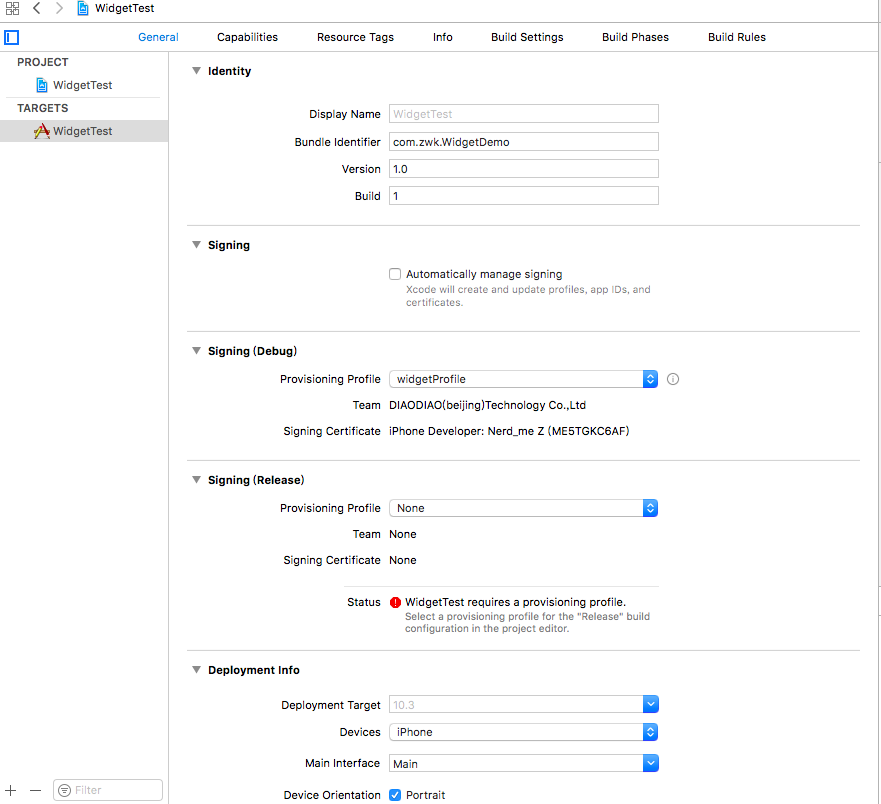 WidgetTest
General Capabilities Resource Tags Info Build Settings Build Phases Build Rules
PROJECT
WidgetTest
TARGETS
WidgetTest
Identity
Display Name WidgetTest
Bundle Identifier com.zwk.WidgetDemo
Version 1.0
Build 1
Signing
Automatically manage signing
Xcode will create and update profiles, app IDs, and
certificates.
Signing (Debug)
Provisioning Profile widgetProfile
Team DIAODIAO(beijing)Technology Co.,Ltd
Signing Certificate iPhone Developer: Nerd_me Z (ME5TGKC6AF)
Signing (Release)
Provisioning Profile None
Team None
Signing Certificate None
Status WidgetTest requires a provisioning profile.
Select a provisioning profile for the "Release" build
configuration in the project editor.
Deployment Info
Deployment Target 10.3
Devices iPhone
Main Interface Main
Device Orientation Portrait
Filter